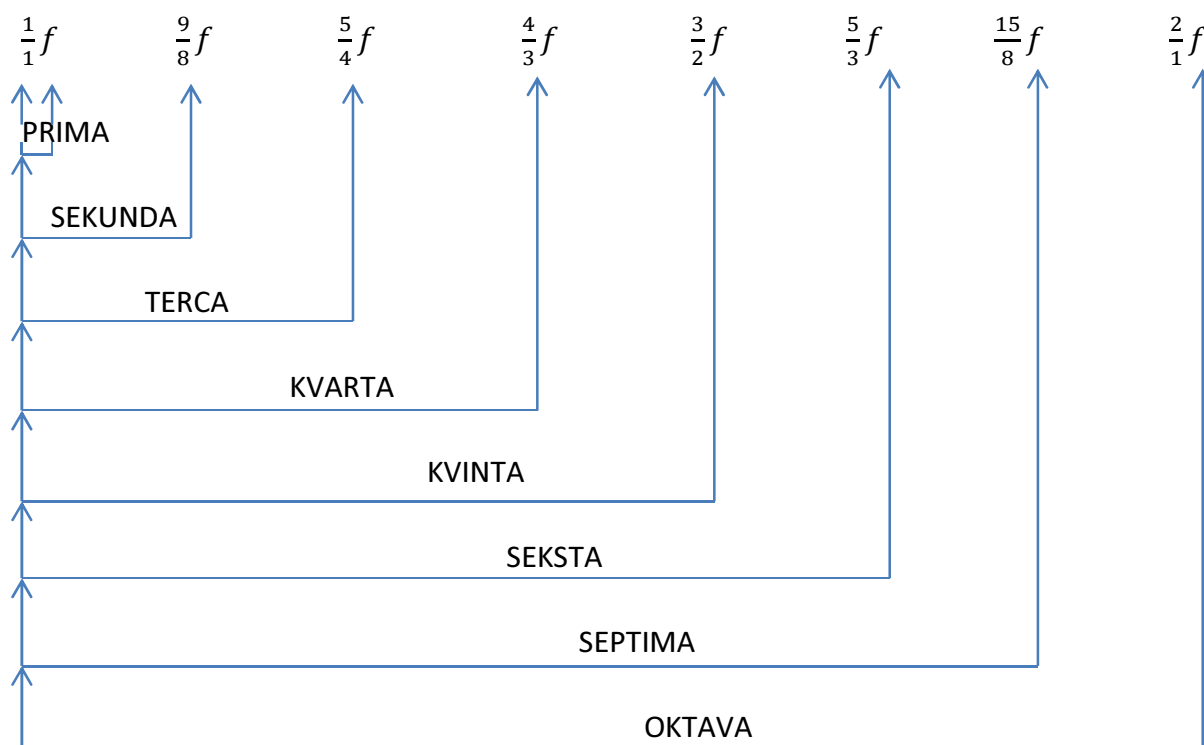 1/1 f 9/8 f 5/4 f 4/3 f 3/2 f 5/3 f 15/8 f 2/1 f
PRIMA
SEKUNDA
TERCA
KVARTA
KVINTA
SEKSTA
SEPTIMA
OKTAVA